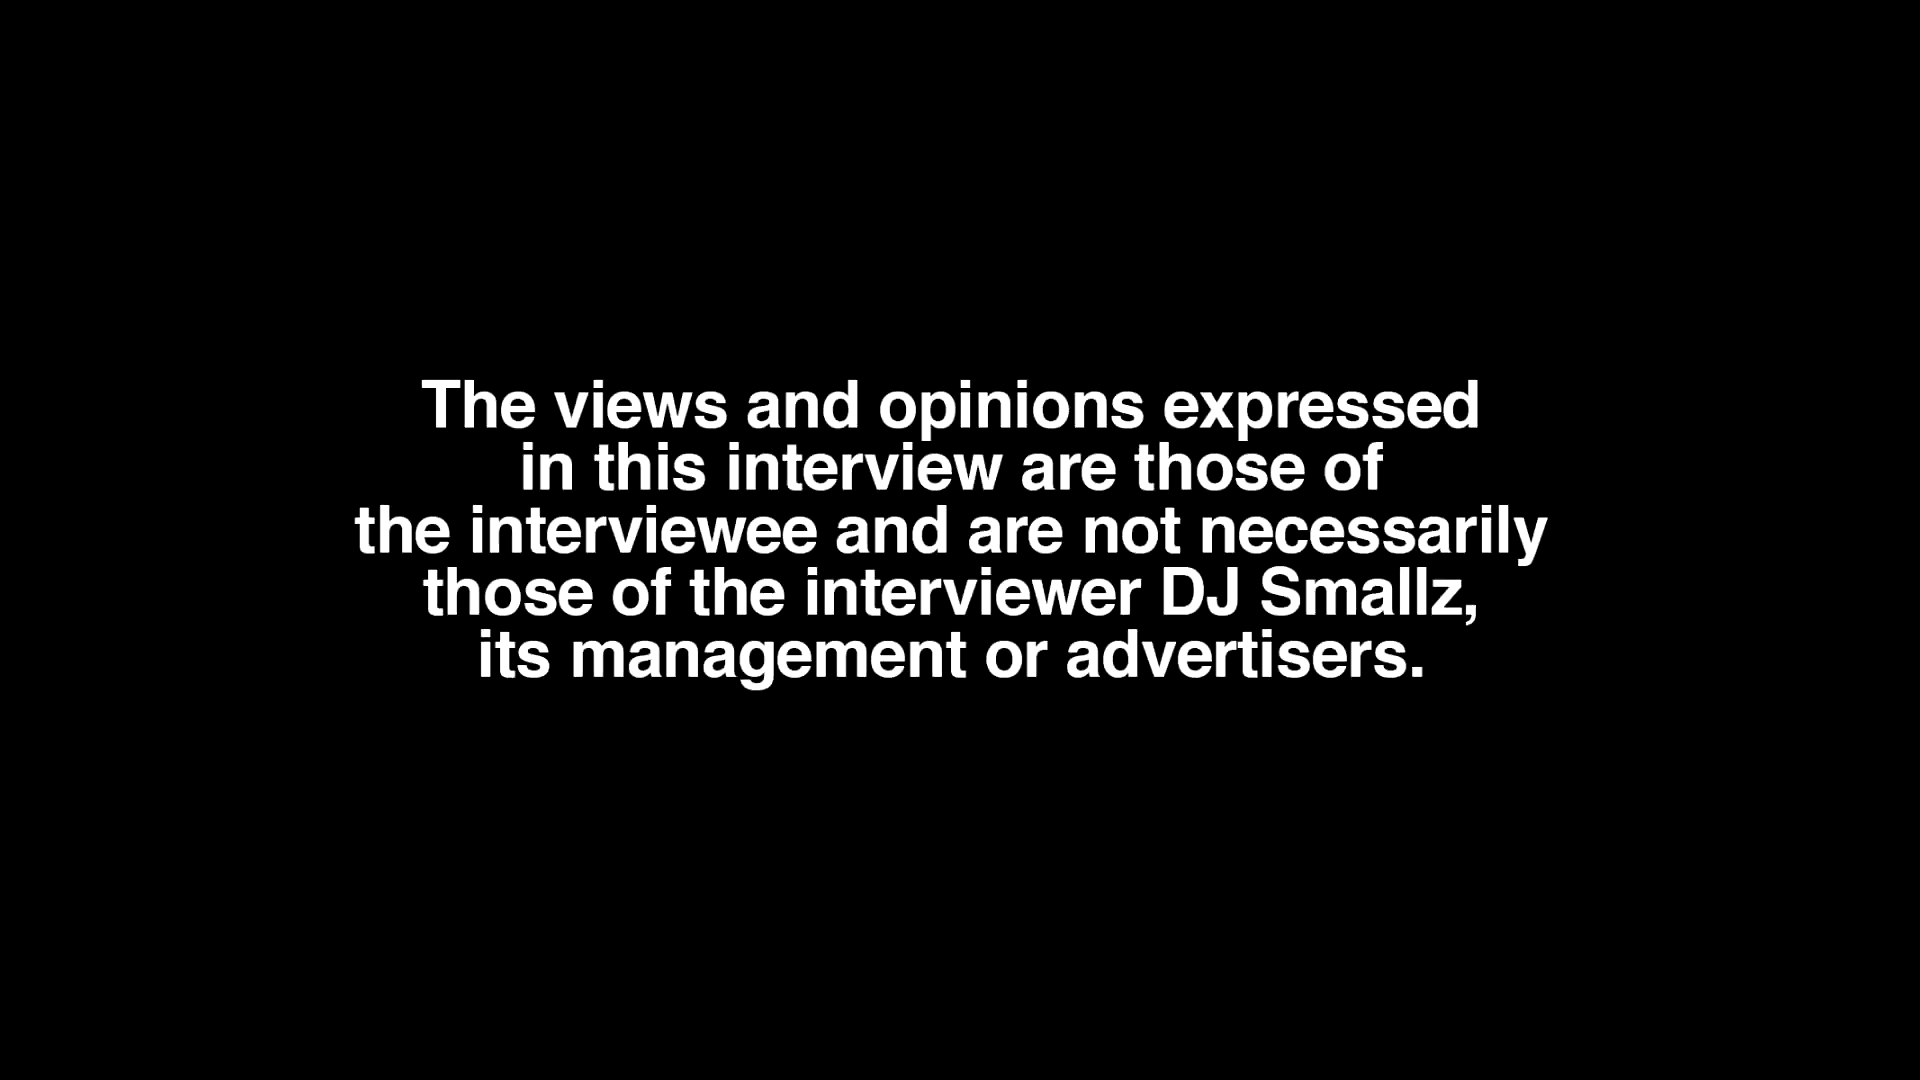 The views and opinions expressed
in this interview are those of
the interviewee and are not necessarily
those of the interviewer DJ Smallz,
its management or advertisers.